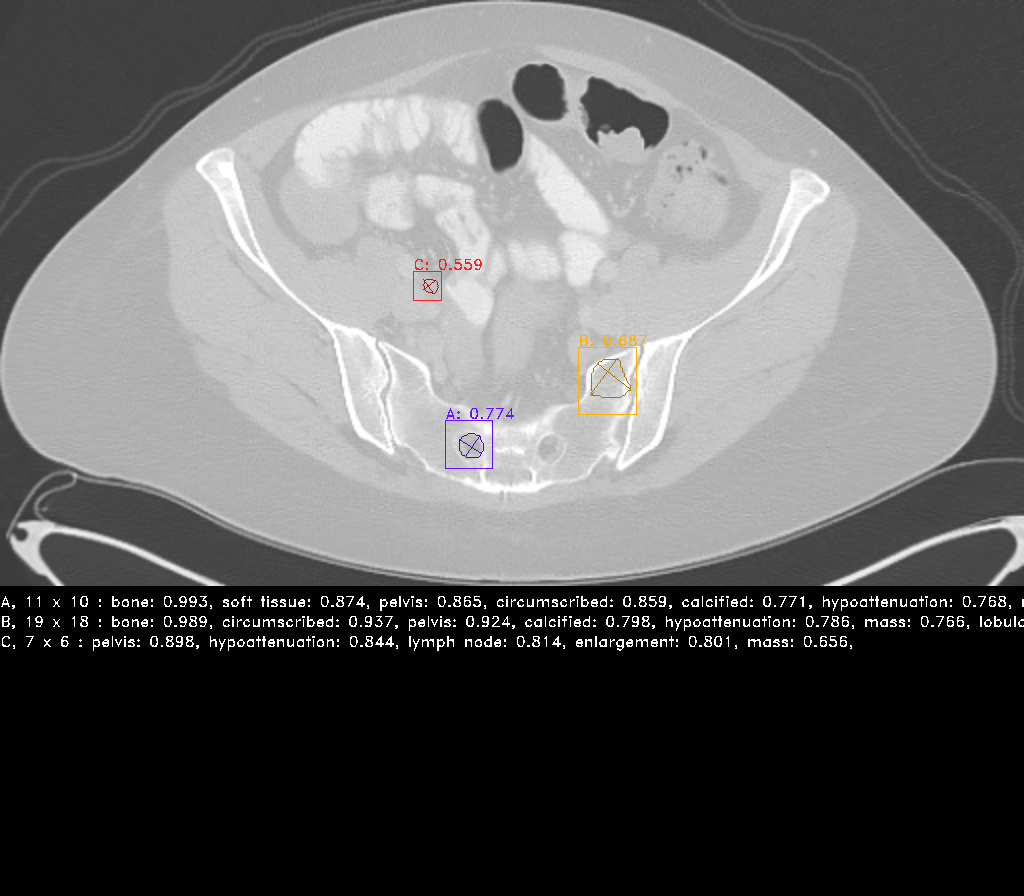 C: 0.559
B: 0.687
A: 0.774
A, 11 x 10 : bone: 0.993, soft tissue: 0.874, pelvis: 0.865, circumscribed: 0.859, calcified: 0.771, hypoattenuation: 0.768,
B, 19 x 18 : bone: 0.989, circumscribed: 0.937, pelvis: 0.924, calcified: 0.798, hypoattenuation: 0.786, mass: 0.766, lobulo
C, 7 x 6 : pelvis: 0.898, hypoattenuation: 0.844, lymph node: 0.814, enlargement: 0.801, mass: 0.656,